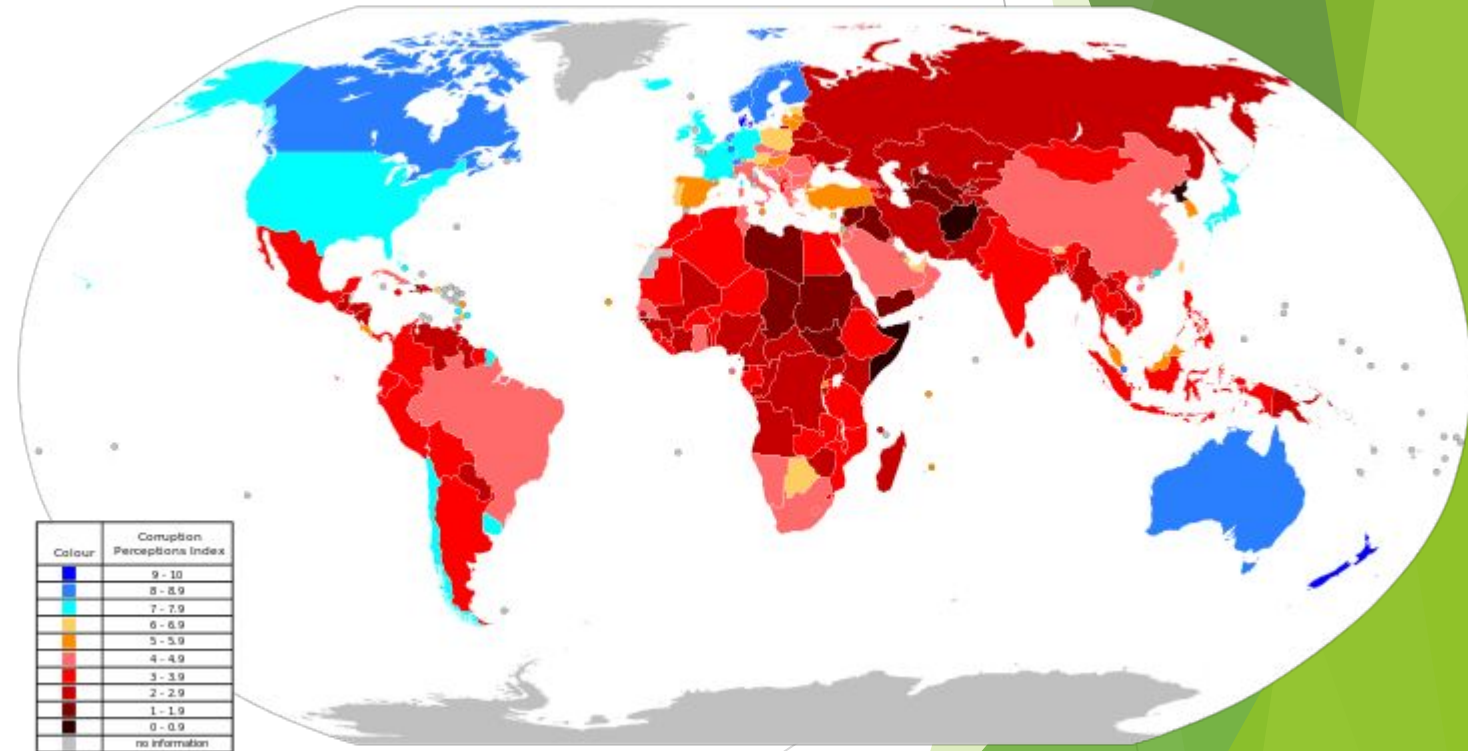 Colour
Corruption
Perceptions Index
9 - 10
8 - 8.9
7 - 7.9
6 - 6.9
5 - 5.9
4 - 4.9
3 - 3.9
2 - 2.9
1 - 1.9
0 - 0.9
no information